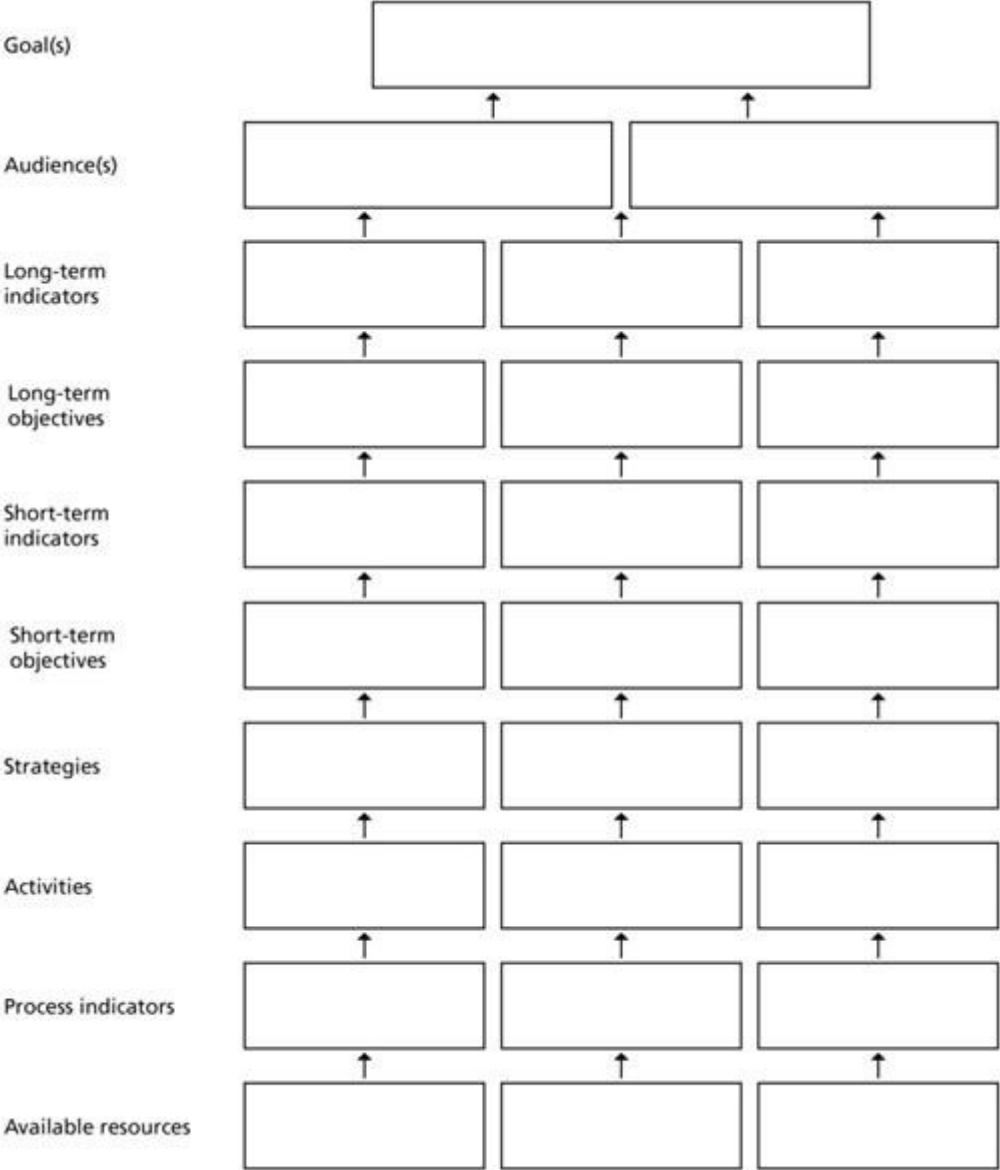 Goal(s)
Audience(s)
Long-term
indicators
Long-term
objectives
Short-term
indicators
Short-term
objectives
Strategies
Activities
Process indicators
Available resources